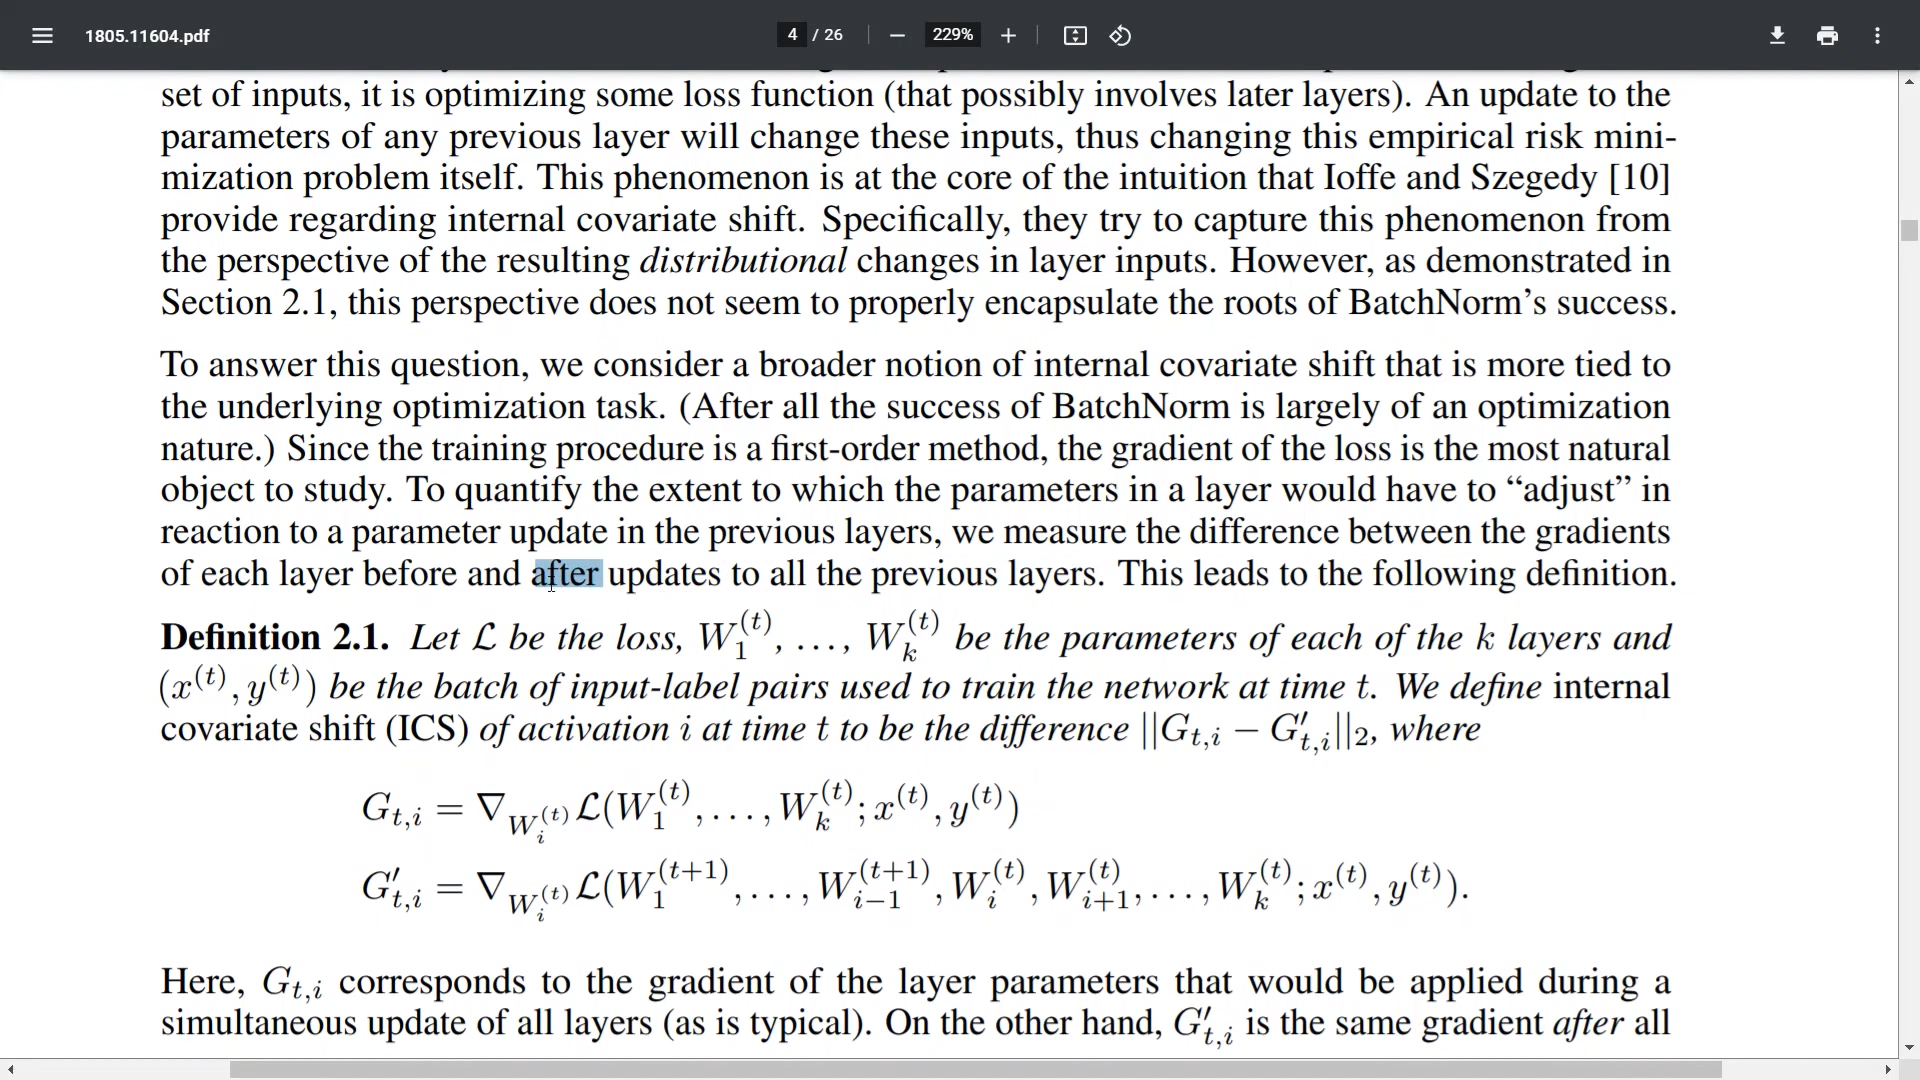 1805.11604.pdf
4 / 26
229%
set of inputs, it is optimizing some loss function (that possibly involves later layers). An update to the
parameters of any previous layer will change these inputs, thus changing this empirical risk mini-
mization problem itself. This phenomenon is at the core of the intuition that Ioffe and Szegedy [10]
provide regarding internal covariate shift. Specifically, they try to capture this phenomenon from
the perspective of the resulting distributional changes in layer inputs. However, as demonstrated in
Section 2.1, this perspective does not seem to properly encapsulate the roots of BatchNorm’s success.
To answer this question, we consider a broader notion of internal covariate shift that is more tied to
the underlying optimization task. (After all the success of BatchNorm is largely of an optimization
nature.) Since the training procedure is a first-order method, the gradient of the loss is the most natural
object to study. To quantify the extent to which the parameters in a layer would have to “adjust” in
reaction to a parameter update in the previous layers, we measure the difference between the gradients
of each layer before and after updates to all the previous layers. This leads to the following definition.
Definition 2.1. Let ℒ be the loss, W_1^{(t)}, …, W_k^{(t)} be the parameters of each of the k layers and
(x^{(t)}, y^{(t)}) be the batch of input-label pairs used to train the network at time t. We define internal
covariate shift (ICS) of activation i at time t to be the difference ||G_{t,i} − G′_{t,i}||_2, where
G_{t,i} = ∇_{W_i^{(t)}} ℒ(W_1^{(t)}, …, W_k^{(t)}; x^{(t)}, y^{(t)})
G′_{t,i} = ∇_{W_i^{(t)}} ℒ(W_1^{(t+1)}, …, W_{i−1}^{(t+1)}, W_i^{(t)}, W_{i+1}^{(t)}, …, W_k^{(t)}; x^{(t)}, y^{(t)}).
Here, G_{t,i} corresponds to the gradient of the layer parameters that would be applied during a
simultaneous update of all layers (as is typical). On the other hand, G′_{t,i} is the same gradient after all